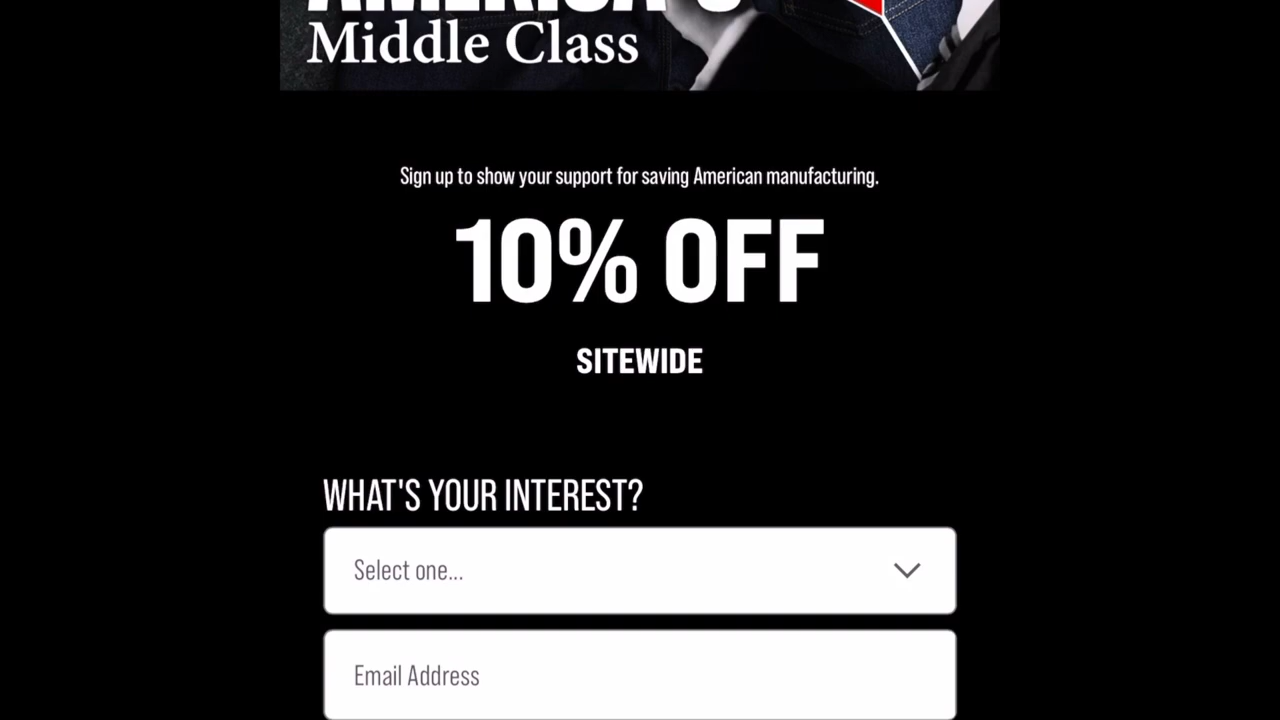 AMERICA'S
Middle Class
Sign up to show your support for saving American manufacturing.
10% OFF
SITEWIDE
WHAT'S YOUR INTEREST?
Select one...
Email Address